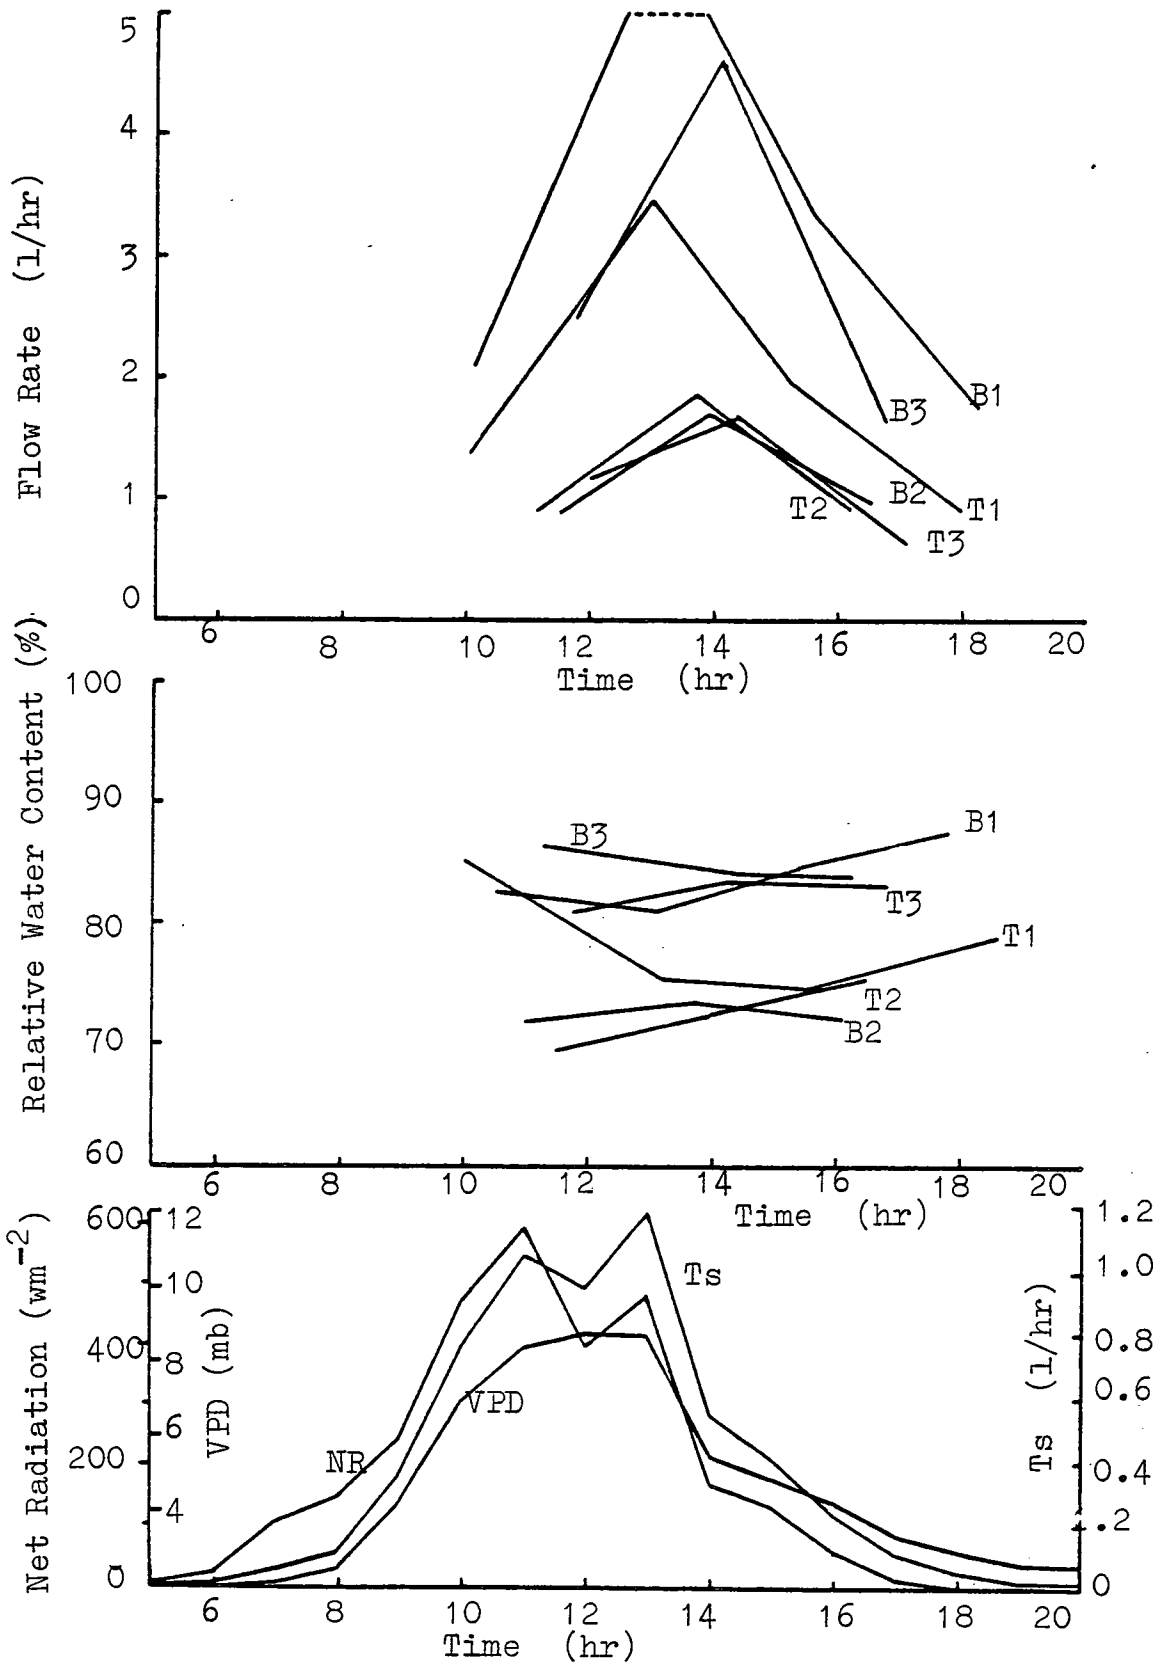 Flow Rate (l/hr)
5
4
3
2
1
0
B1
B3
B2
T2
T1
T3
6 8 10 12 14 16 18 20
Time (hr)
Relative Water Content (%)
100
90
80
70
60
B3
B1
T3
T1
T2
B2
6 8 10 12 14 16 18 20
Time (hr)
Net Radiation (wm-2)
600
400
200
0
VPD (mb)
12
10
8
6
4
Ts (l/hr)
1.2
1.0
0.8
0.6
0.4
.2
0
Ts
VPD
NR
6 8 10 12 14 16 18 20
Time (hr)